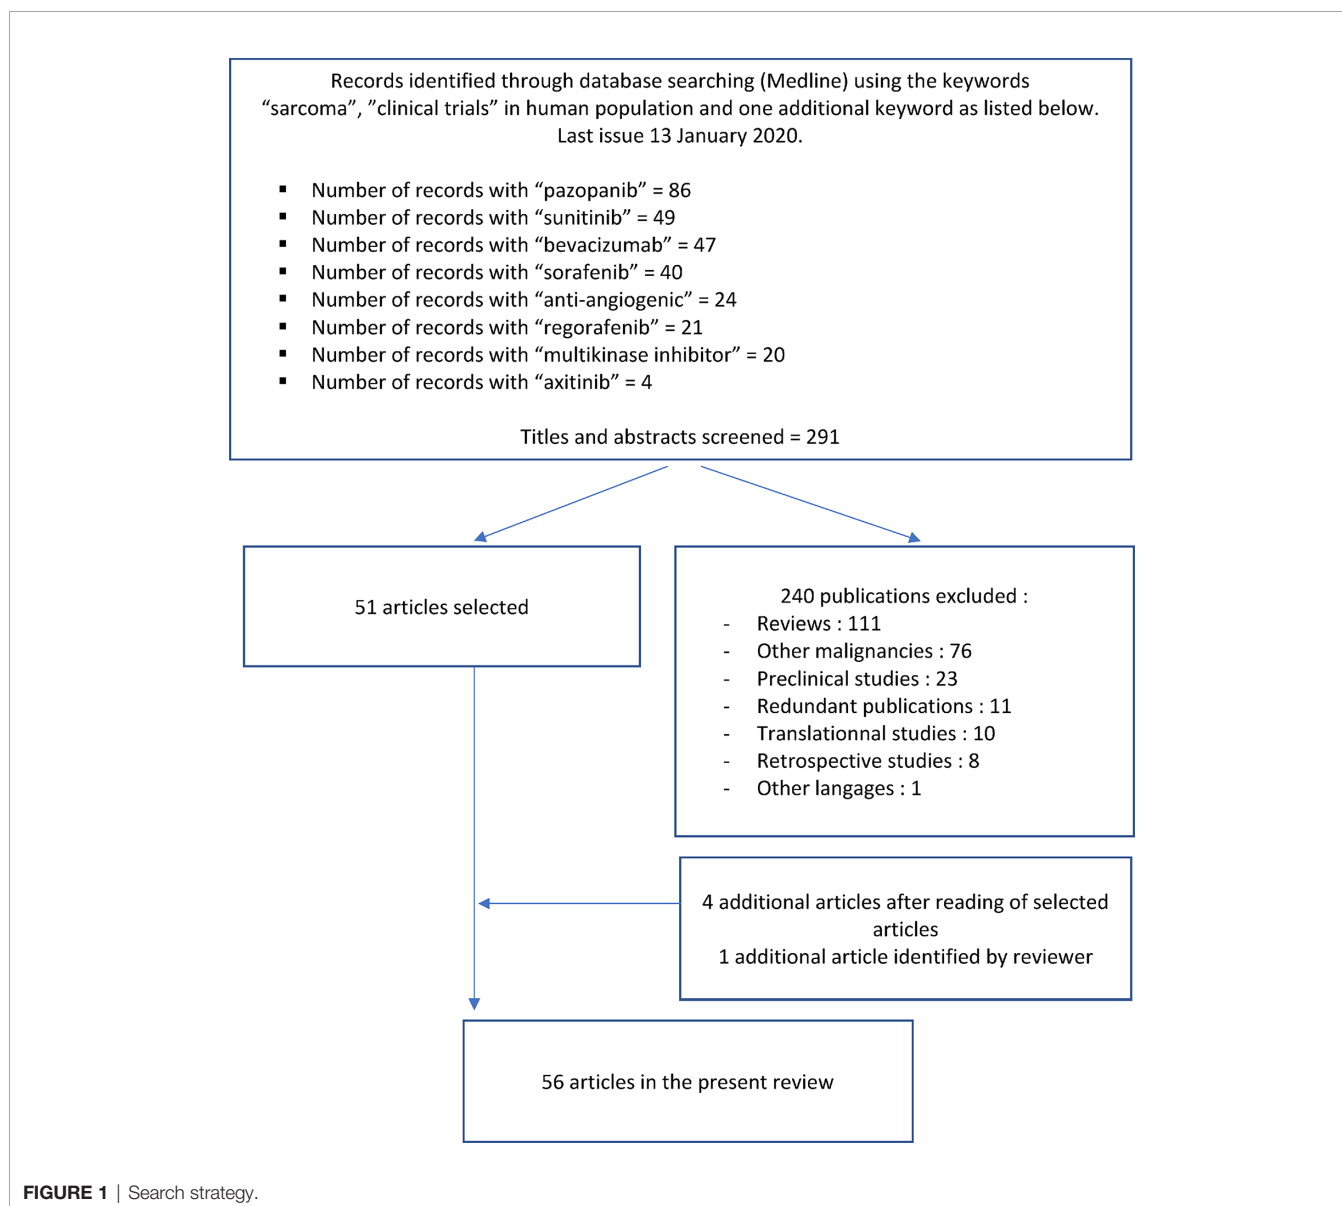 Records identified through database searching (Medline) using the keywords
“sarcoma”, ”clinical trials” in human population and one additional keyword as listed below.
Last issue 13 January 2020.
▪ Number of records with “pazopanib” = 86
▪ Number of records with “sunitinib” = 49
▪ Number of records with “bevacizumab” = 47
▪ Number of records with “sorafenib” = 40
▪ Number of records with “anti-angiogenic” = 24
▪ Number of records with “regorafenib” = 21
▪ Number of records with “multikinase inhibitor” = 20
▪ Number of records with “axitinib” = 4
Titles and abstracts screened = 291
51 articles selected
240 publications excluded :
- Reviews : 111
- Other malignancies : 76
- Preclinical studies : 23
- Redundant publications : 11
- Translationnal studies : 10
- Retrospective studies : 8
- Other langages : 1
4 additional articles after reading of selected
articles
1 additional article identified by reviewer
56 articles in the present review
FIGURE 1 | Search strategy.